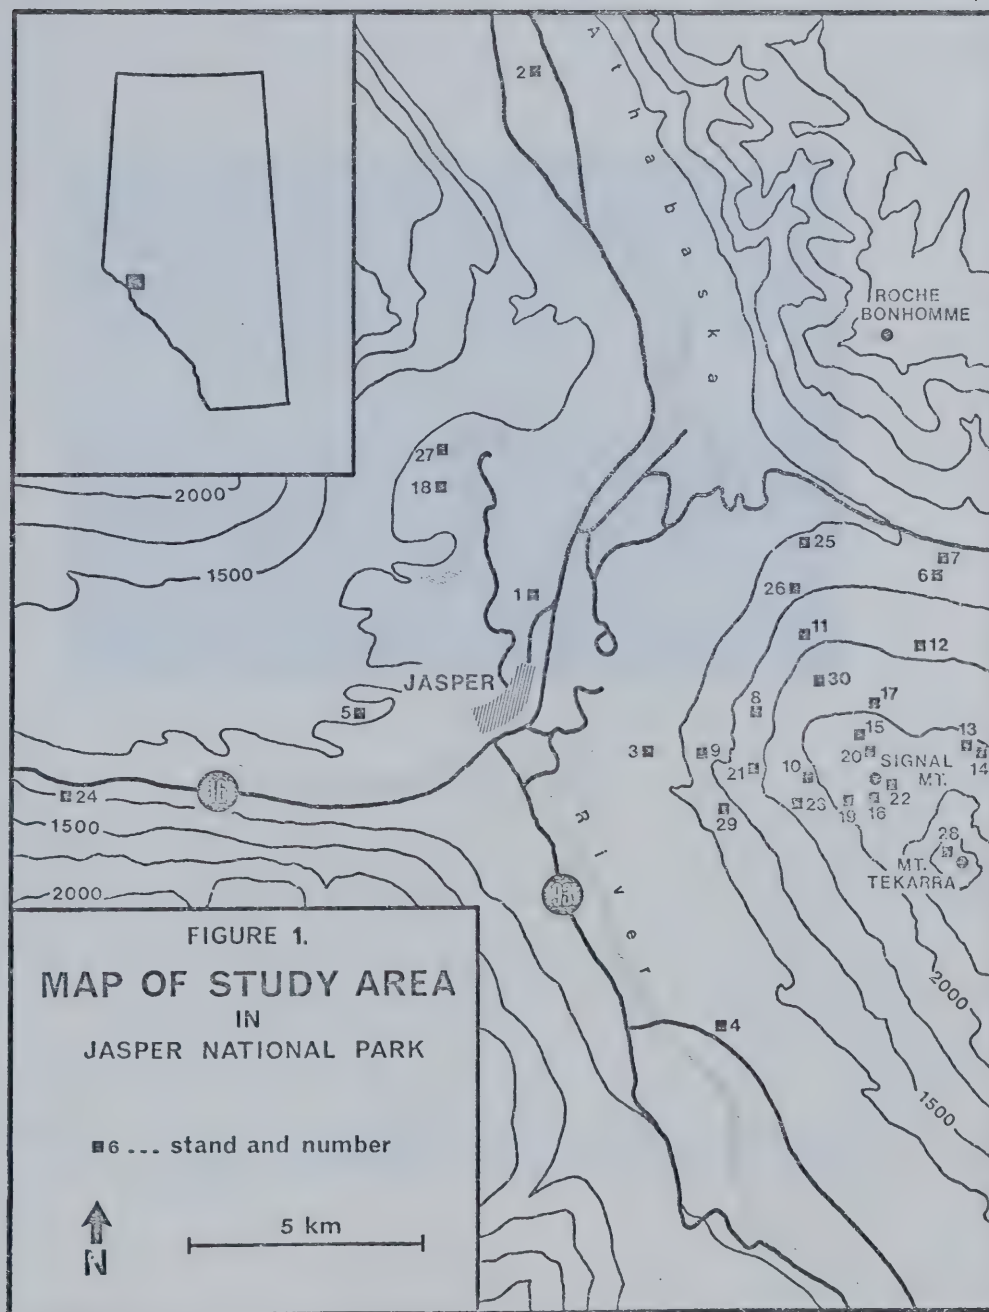 2
Athabaska
ROCHE
BONHOMME
27
18
2000
1500
25
7
6
26
1
11
12
JASPER
30
8
17
5
15
13
3
9
20
SIGNAL
MT.
14
21
10
24
16
22
23
19
16
29
28
MT.
TEKARRA
1500
River
2000
93
FIGURE 1.
MAP OF STUDY AREA
IN
JASPER NATIONAL PARK
2000
4
1500
6 ... stand and number
5 km
N